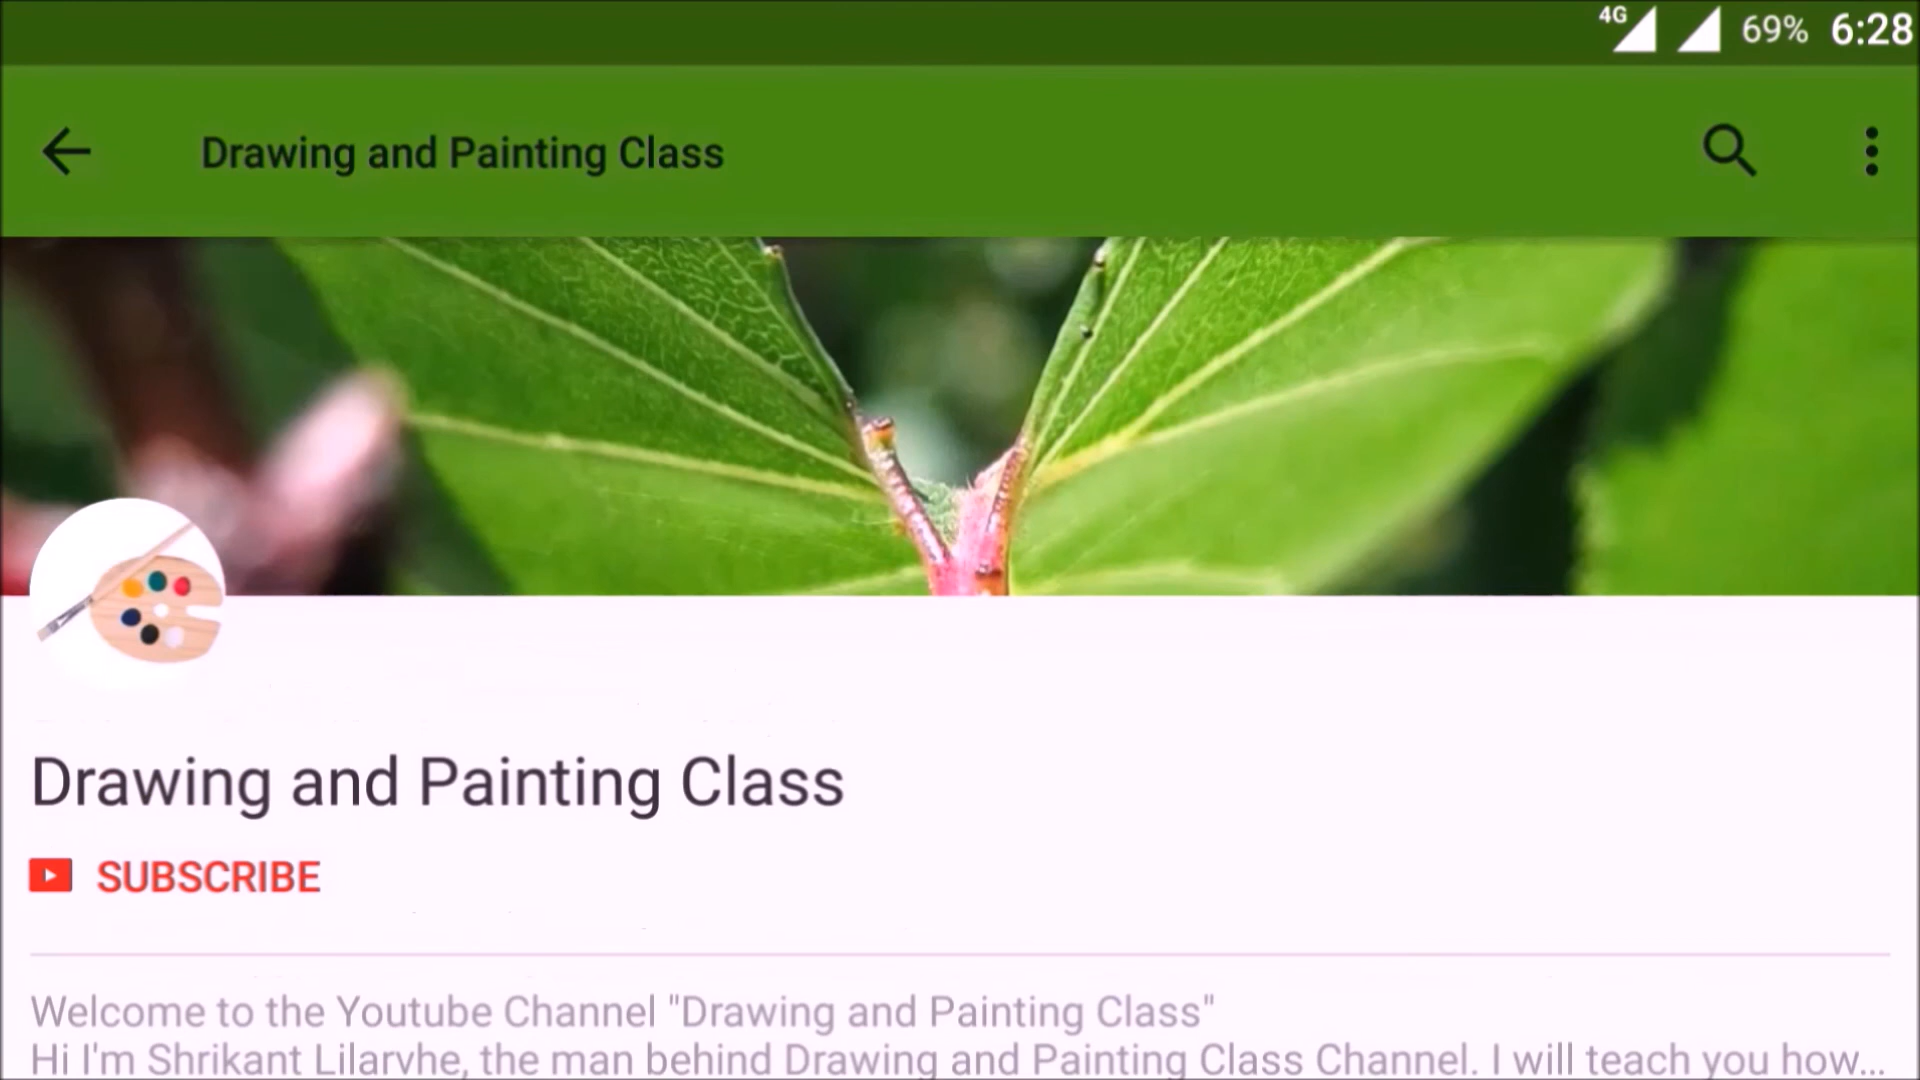 4G 69% 6:28
Drawing and Painting Class
Drawing and Painting Class
SUBSCRIBE
Welcome to the Youtube Channel "Drawing and Painting Class"
Hi I'm Shrikant Lilarvhe, the man behind Drawing and Painting Class Channel. I will teach you how...